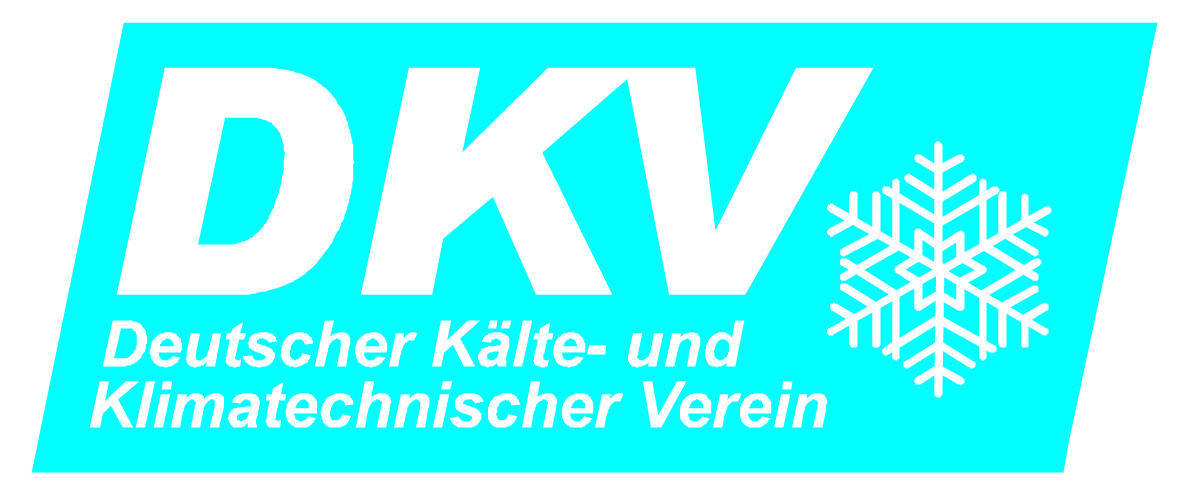 DKV
Deutscher Kälte- und
Klimatechnischer Verein